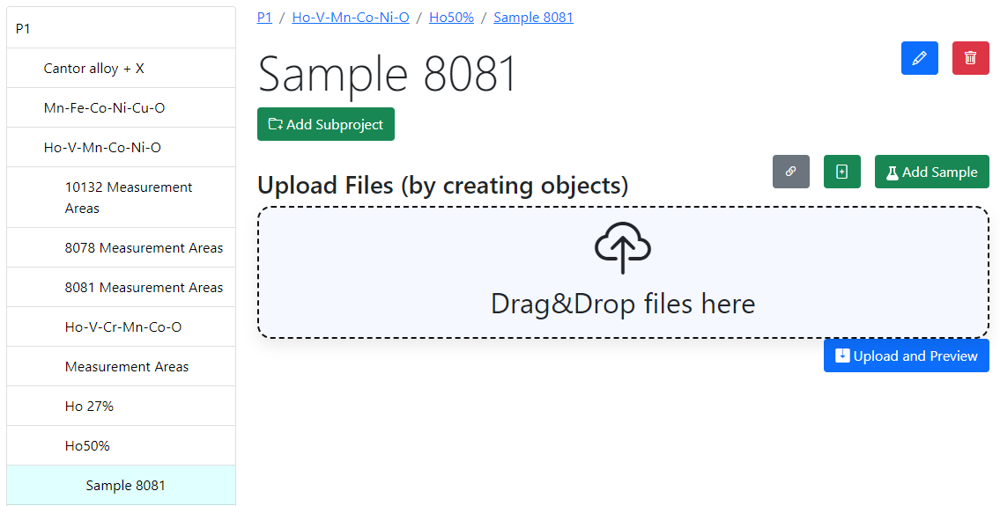 P1
Cantor alloy + X
Mn-Fe-Co-Ni-Cu-O
Ho-V-Mn-Co-Ni-O
10132 Measurement
Areas
8078 Measurement Areas
8081 Measurement Areas
Ho-V-Cr-Mn-Co-O
Measurement Areas
Ho 27%
Ho50%
Sample 8081
P1 / Ho-V-Mn-Co-Ni-O / Ho50% / Sample 8081
Sample 8081
Add Subproject
Add Sample
Upload Files (by creating objects)
Drag&Drop files here
Upload and Preview